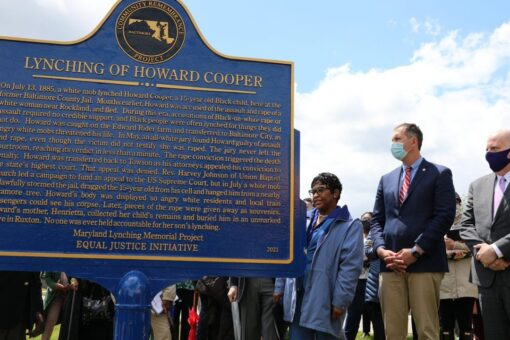 COMMUNITY REMEMBRANCE
BALTIMORE
PROJECT
LYNCHING OF HOWARD COOPER
On July 13, 1885, a white mob lynched Howard Cooper, a 15-year old Black child, here at the
former Baltimore County Jail. Months earlier, Howard was accused of the assault and rape of a
white woman near Rockland, and fled. During this era, accusations of Black-on-white rape or
assault required no credible support, and Black people were often lynched for things they did
not do. Howard was caught on the Edward Rider farm and transferred to Baltimore City, as
angry white mobs threatened his life. In May, an all-white jury found Howard guilty of assault
and rape, even though the victim did not testify she was raped. The jury never left the
courtroom, reaching its verdict in less than a minute. The rape conviction triggered the death
penalty. Howard was transferred back to Towson as his attorneys appealed his conviction to
state's highest court. That appeal was denied. Rev. Harvey Johnson of Union Baptist
Church led a campaign to fund an appeal to the US Supreme Court, but in July a white mob
unlawfully stormed the jail, dragged the 15-year old from his cell and hanged him from a nearby
sycamore tree. Howard's body was displayed so angry white residents and local train
passengers could see his corpse. Later, pieces of the rope were given away as souvenirs.
Howard's mother, Henrietta, collected her child's remains and buried him in an unmarked
grave in Ruxton. No one was ever held accountable for her son's lynching.
Maryland Lynching Memorial Project
EQUAL JUSTICE INITIATIVE
2021